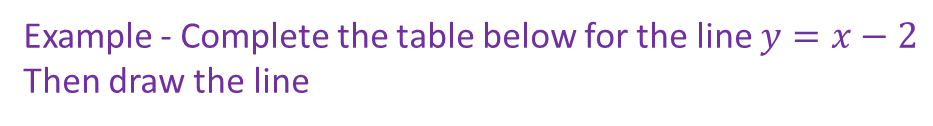 Example - Complete the table below for the line y = x − 2
Then draw the line